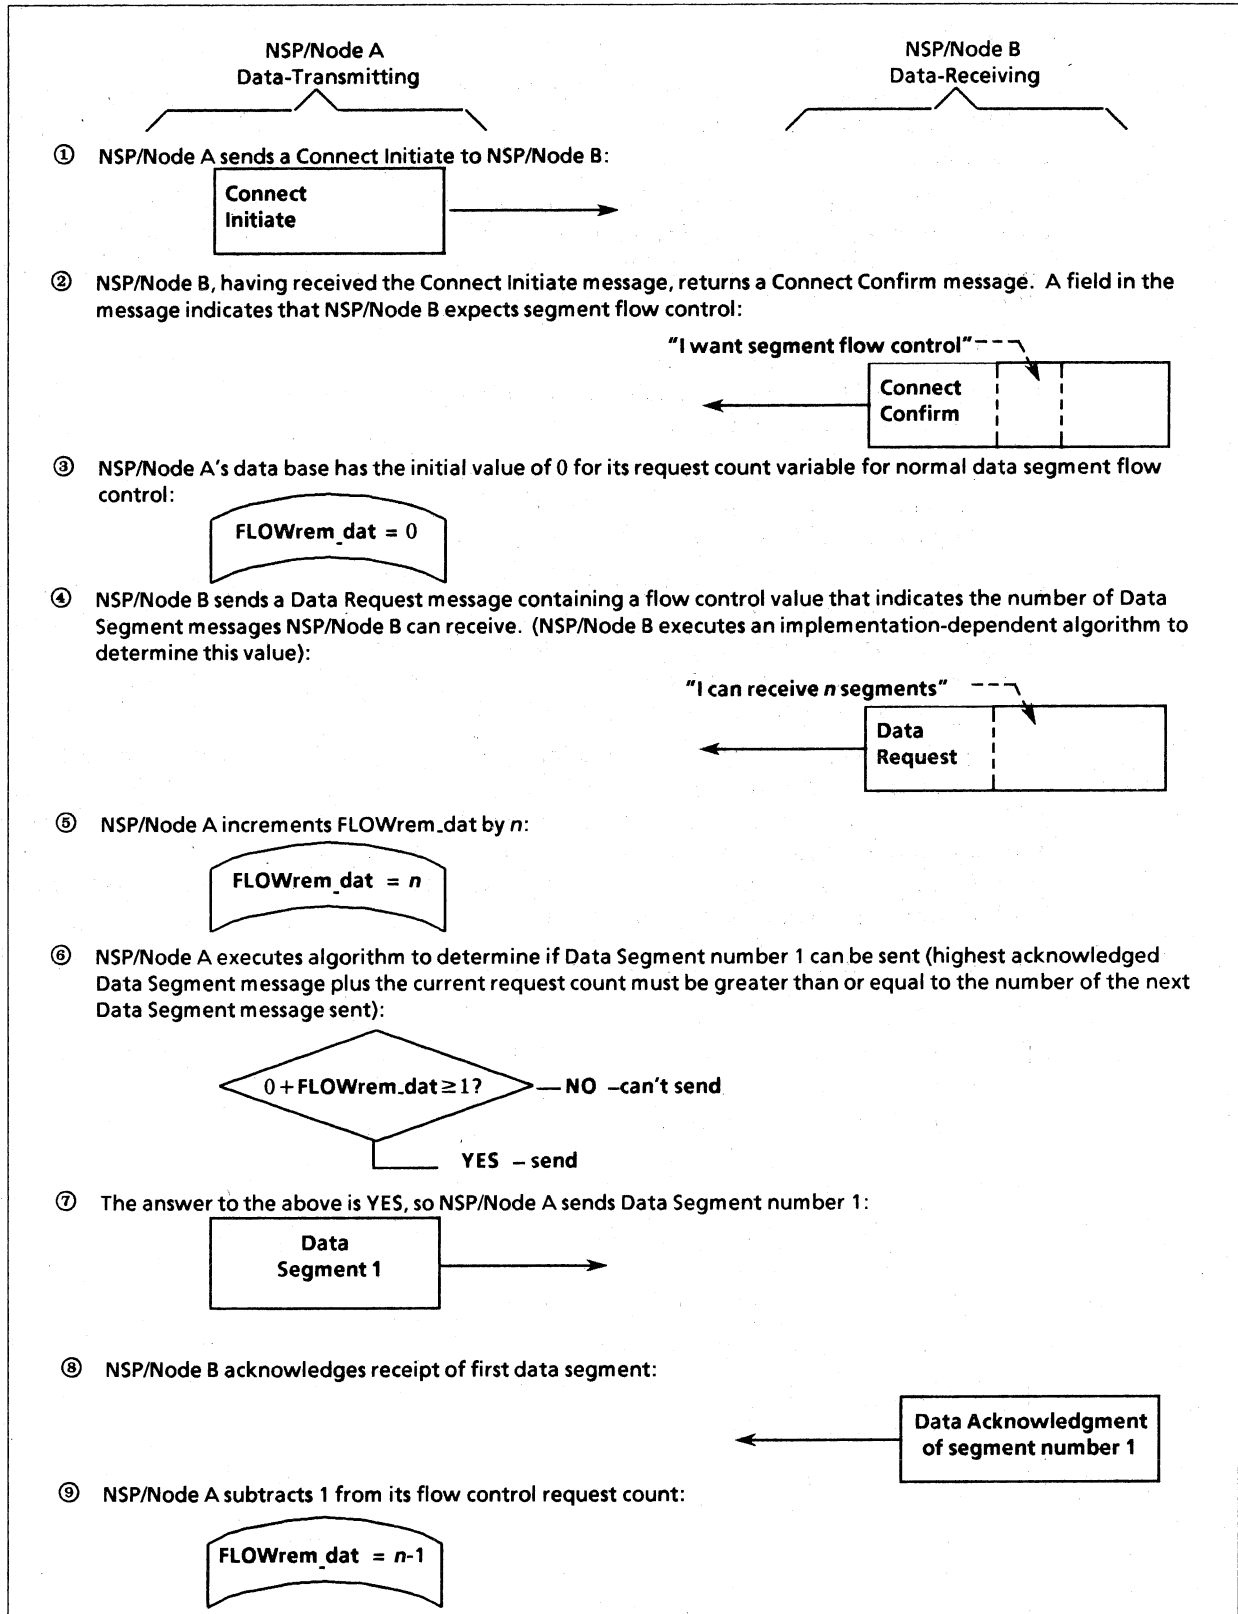 NSP/Node A
Data-Transmitting
NSP/Node B
Data-Receiving
① NSP/Node A sends a Connect Initiate to NSP/Node B:
Connect
Initiate
② NSP/Node B, having received the Connect Initiate message, returns a Connect Confirm message. A field in the
message indicates that NSP/Node B expects segment flow control:
"I want segment flow control"
Connect
Confirm
③ NSP/Node A's data base has the initial value of 0 for its request count variable for normal data segment flow
control:
FLOWrem_dat = 0
④ NSP/Node B sends a Data Request message containing a flow control value that indicates the number of Data
Segment messages NSP/Node B can receive. (NSP/Node B executes an implementation-dependent algorithm to
determine this value):
"I can receive n segments"
Data
Request
⑤ NSP/Node A increments FLOWrem_dat by n:
FLOWrem_dat = n
⑥ NSP/Node A executes algorithm to determine if Data Segment number 1 can be sent (highest acknowledged
Data Segment message plus the current request count must be greater than or equal to the number of the next
Data Segment message sent):
0+FLOWrem_dat≥1? — NO –can't send
YES – send
⑦ The answer to the above is YES, so NSP/Node A sends Data Segment number 1:
Data
Segment 1
⑧ NSP/Node B acknowledges receipt of first data segment:
Data Acknowledgment
of segment number 1
⑨ NSP/Node A subtracts 1 from its flow control request count:
FLOWrem_dat = n-1